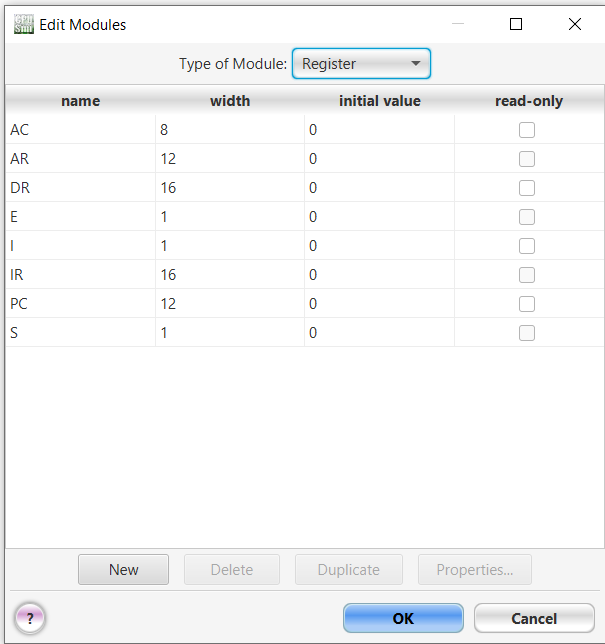 CPU
Sim
Edit Modules
Type of Module: Register
name width initial value read-only
AC 8 0
AR 12 0
DR 16 0
E 1 0
I 1 0
IR 16 0
PC 12 0
S 1 0
New Delete Duplicate Properties...
? OK Cancel